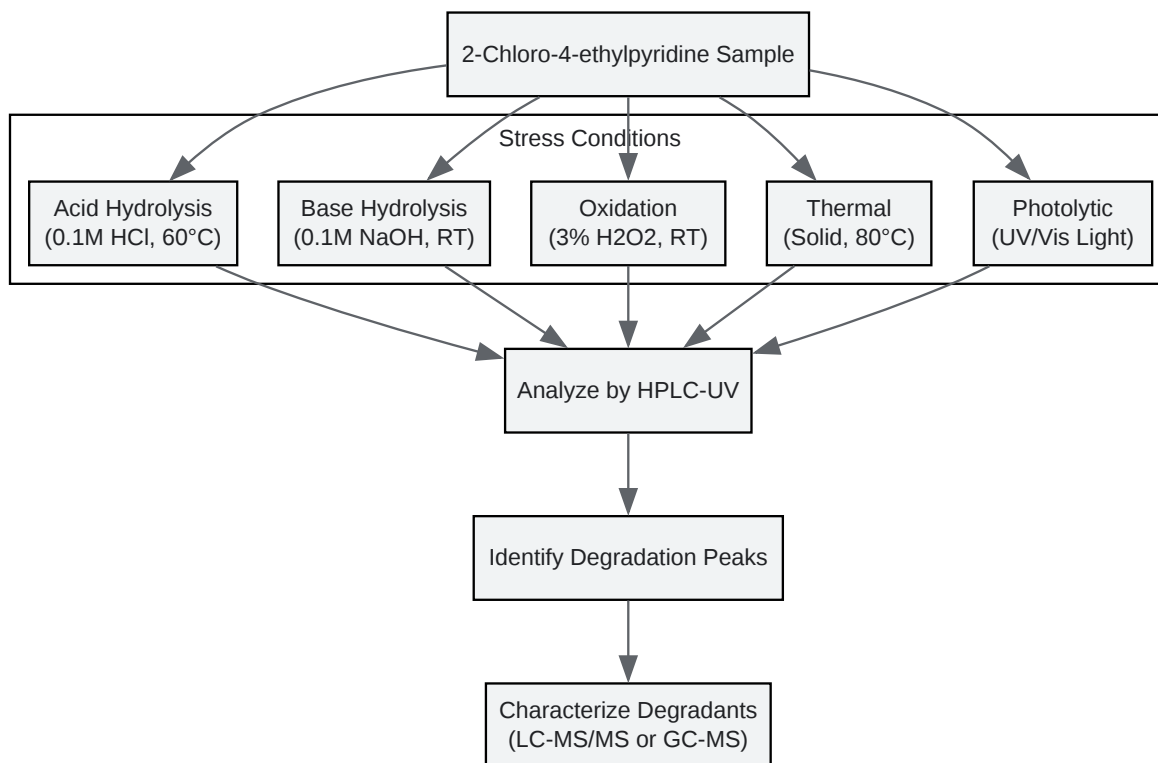 2-Chloro-4-ethylpyridine Sample
Stress Conditions
Acid Hydrolysis
(0.1M HCl, 60°C)
Base Hydrolysis
(0.1M NaOH, RT)
Oxidation
(3% H2O2, RT)
Thermal
(Solid, 80°C)
Photolytic
(UV/Vis Light)
Analyze by HPLC-UV
Identify Degradation Peaks
Characterize Degradants
(LC-MS/MS or GC-MS)